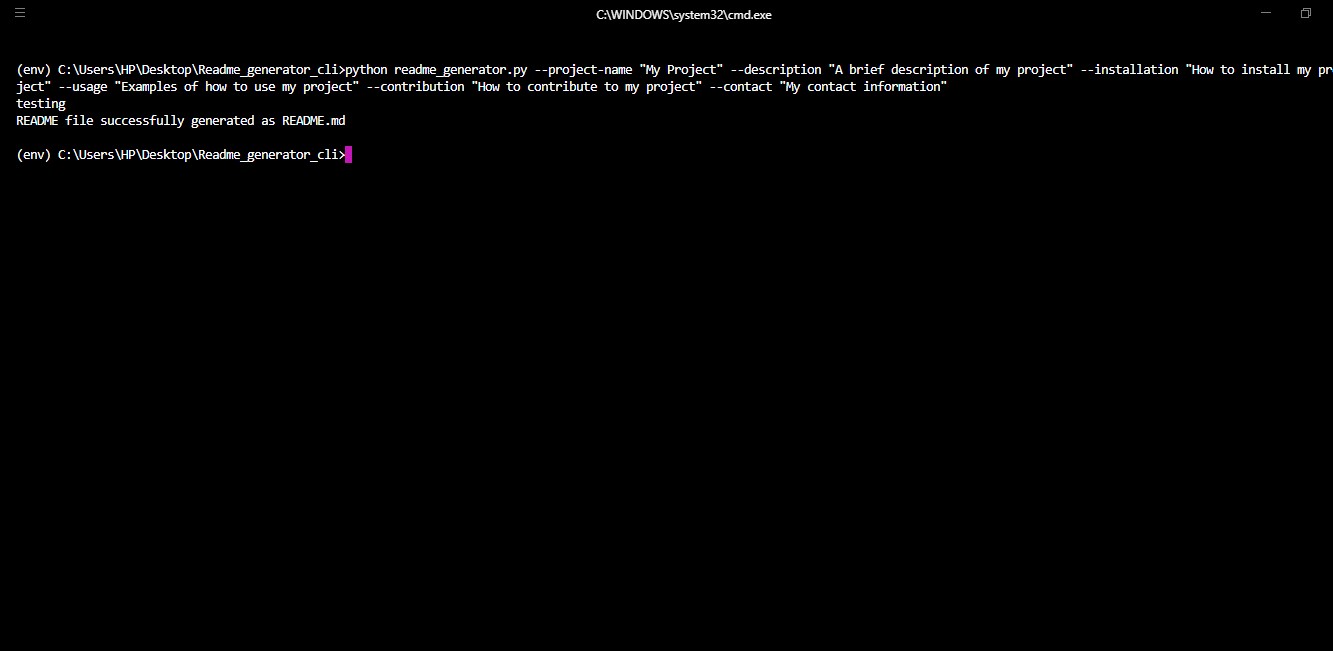 C:\WINDOWS\system32\cmd.exe
(env) C:\Users\HP\Desktop\Readme_generator_cli>python readme_generator.py --project-name "My Project" --description "A brief description of my project" --installation "How to install my pr
ject" --usage "Examples of how to use my project" --contribution "How to contribute to my project" --contact "My contact information"
testing
README file successfully generated as README.md
(env) C:\Users\HP\Desktop\Readme_generator_cli>